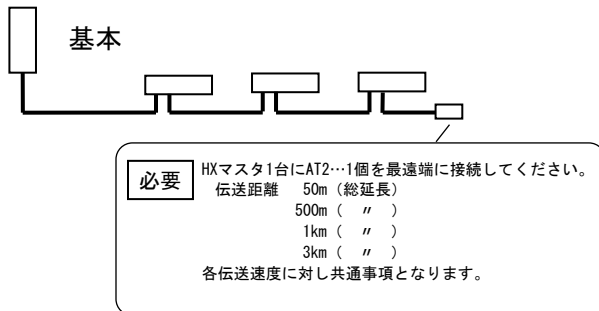 基本
必要
HXマスタ1台にAT2…1個を最遠端に接続してください。
伝送距離 50m（総延長）
500m（ 〃 ）
1km（ 〃 ）
3km（ 〃 ）
各伝送速度に対し共通事項となります。